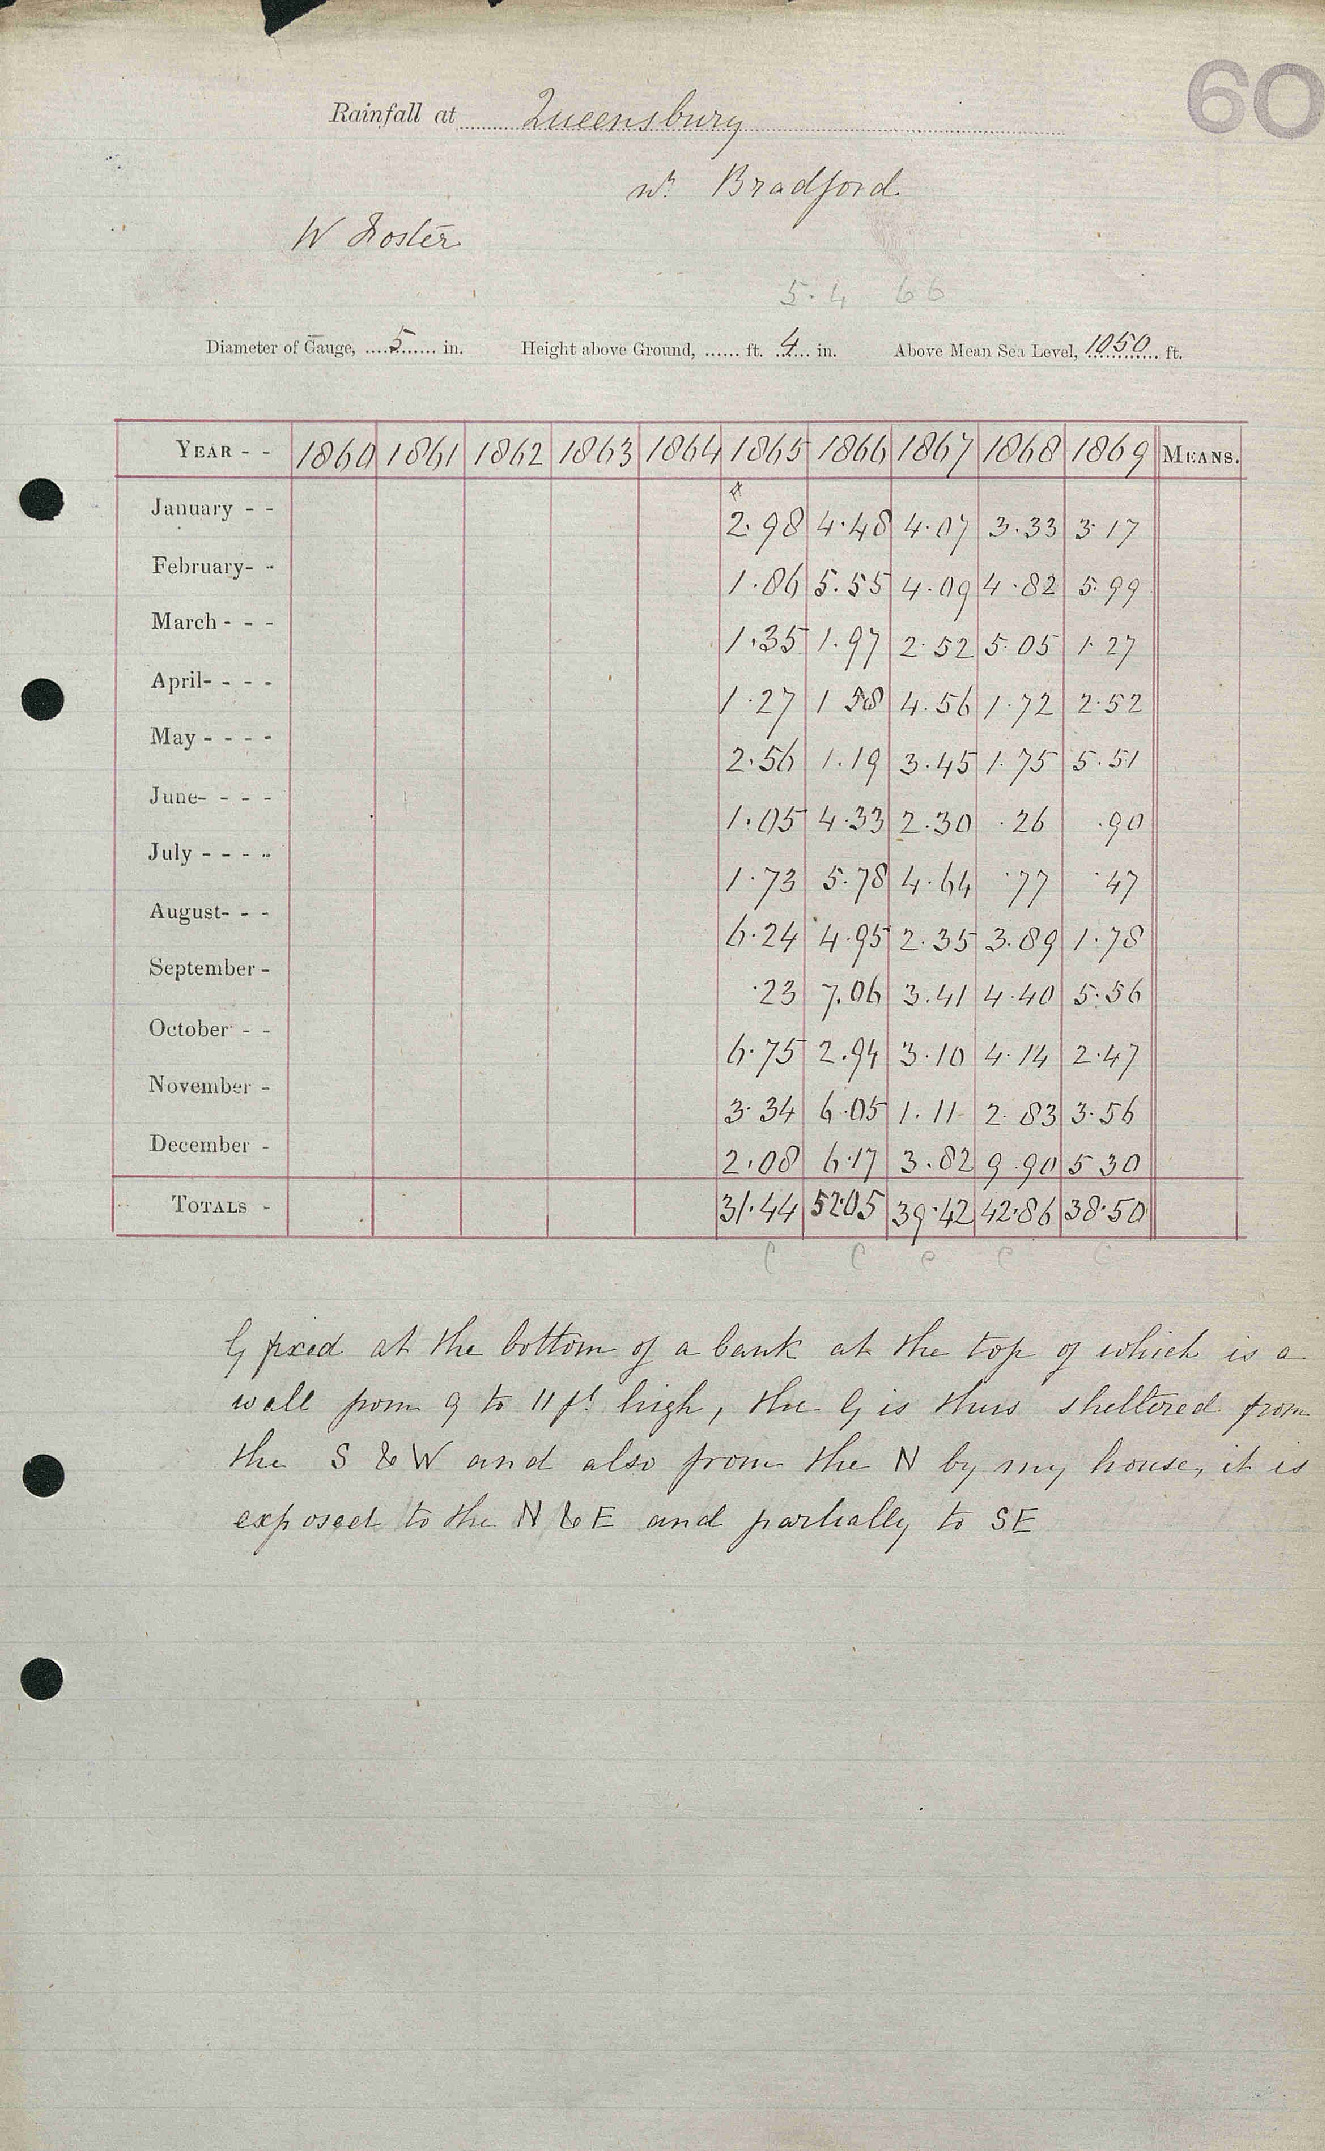 60
Rainfall at Queensbury
nr. Bradford
W Foster
5.4 66
Diameter of Gauge, 5 in. Height above Ground, ...... ft. 4 in. Above Mean Sea Level, 1050 ft.
YEAR - - 1860 1861 1862 1863 1864 1865 1866 1867 1868 1869 MEANS.
January - - 2.98 4.48 4.07 3.33 3.17
February- - 1.86 5.55 4.09 4.82 5.99
March - - - 1.35 1.97 2.52 5.05 1.27
April- - - - 1.27 1 58 4.56 1.72 2.52
May - - - - 2.56 1.19 3.45 1.75 5.51
June- - - - 1.05 4.33 2.30 .26 .90
July - - - - 1.73 5.78 4.64 .77 .47
August- - - 6.24 4.95 2.35 3.89 1.78
September - .23 7.06 3.41 4.40 5.56
October - - 6.75 2.94 3.10 4.14 2.47
November - 3.34 6.05 1.11 2.83 3.56
December - 2.08 6.17 3.82 9.90 5 30
TOTALS - 31.44 52.05 39.42 42.86 38.50
C C C C C
G fixed at the bottom of a bank at the top of which is a
wall from 9 to 11 ft high, the G is thus sheltered from
the S & W and also from the N by my house, it is
exposed to the N & E and partially to SE